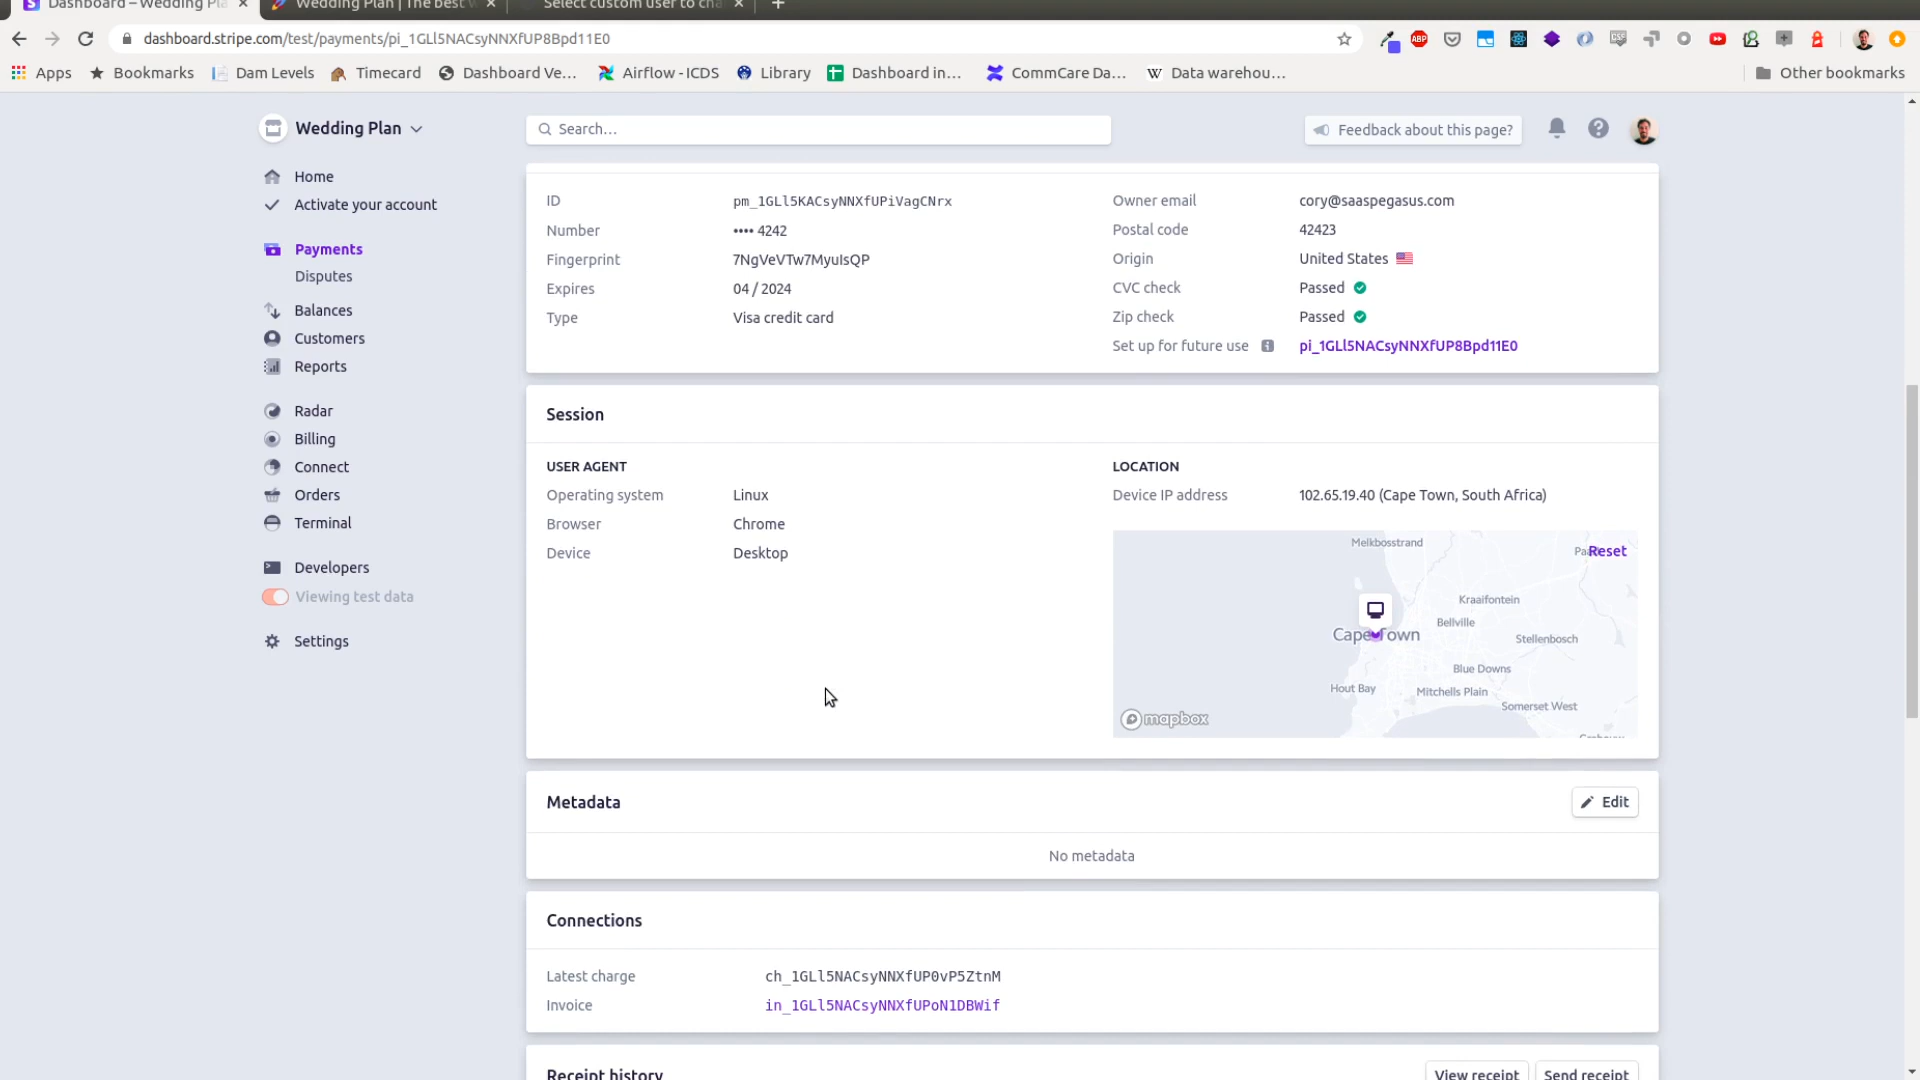 Dashboard – Wedding Pla
Wedding Plan | The best w
Select custom user to cha
dashboard.stripe.com/test/payments/pi_1GLl5NACsyNNXfUP8Bpd11E0
ABP
CSS
Apps
Bookmarks
Dam Levels
Timecard
Dashboard Ve...
Airflow - ICDS
Library
Dashboard in...
CommCare Da...
W Data warehou...
Other bookmarks
Wedding Plan
Search...
Feedback about this page?
Home
Activate your account
Payments
Disputes
Balances
Customers
Reports
Radar
Billing
Connect
Orders
Terminal
Developers
Viewing test data
Settings
ID pm_1GLl5KACsyNNXfUPiVagCNrx
Number •••• 4242
Fingerprint 7NgVeVTw7MyuIsQP
Expires 04 / 2024
Type Visa credit card
Owner email cory@saaspegasus.com
Postal code 42423
Origin United States
CVC check Passed
Zip check Passed
Set up for future use pi_1GLl5NACsyNNXfUP8Bpd11E0
Session
USER AGENT
Operating system Linux
Browser Chrome
Device Desktop
LOCATION
Device IP address 102.65.19.40 (Cape Town, South Africa)
Melkbosstrand
Reset
Kraaifontein
Bellville
Cape Town
Stellenbosch
Blue Downs
Hout Bay
Mitchells Plain
Somerset West
mapbox
Metadata
Edit
No metadata
Connections
Latest charge ch_1GLl5NACsyNNXfUP0vP5ZtnM
Invoice in_1GLl5NACsyNNXfUPoN1DBWif
Receipt history
View receipt
Send receipt